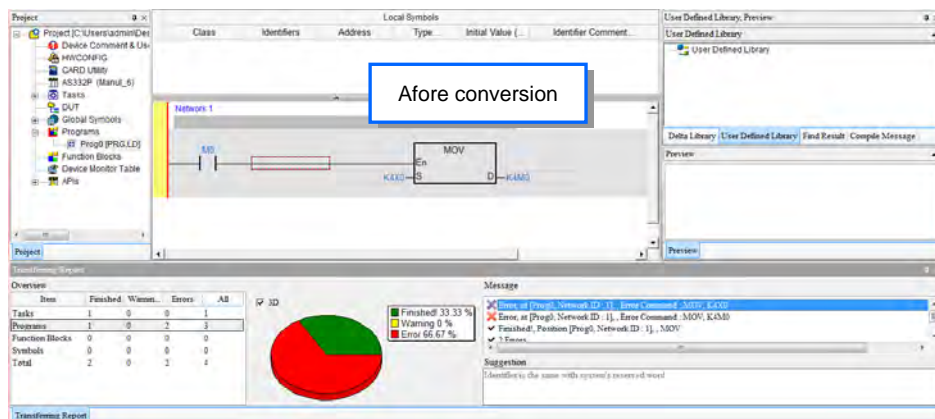 Project
Project [C:\Users\admin\Des
Device Comment & Us
HWCONFIG
CARD Utility
AS332P (Manul_6)
Tasks
DUT
Global Symbols
Programs
Prog0 [PRG,LD]
Function Blocks
Device Monitor Table
APIs
Project
Local Symbols
Class Identifiers Address Type... Initial Value (... Identifier Comment...
Afore conversion
Network 1
M0
MOV
En
K4X0 S D K4M0
User Defined Library, Preview
User Defined Library
User Defined Library
Delta Library User Defined Library Find Result Compile Message
Preview
Preview
Transferring Report
Overview
Item Finished Warnin... Errors All
Tasks 1 0 0 1
Programs 1 0 2 3
Function Blocks 0 0 0 0
Symbols 0 0 0 0
Total 2 0 2
3D
Finished! 33.33 %
Warning 0 %
Error 66.67 %
Message
Error, at [Prog0, Network ID : 1], , Error Command : MOV, K4X0
Error, at [Prog0, Network ID : 1], , Error Command : MOV, K4M0
Finished!, Position [Prog0, Network ID : 1], , MOV
2 Errors
Suggestion
Identifier is the same with system's reserved word
Transferring Report